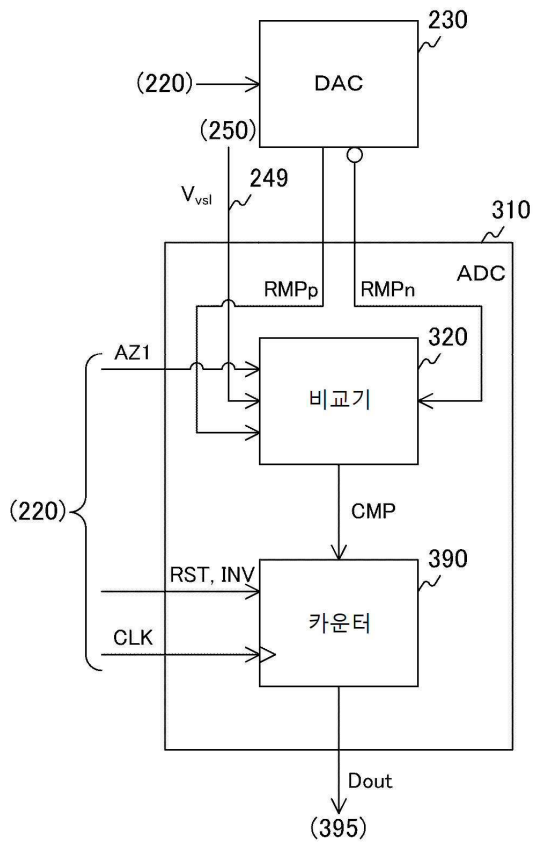 230
(220)
DAC
(250)
249
Vvsl
310
ADC
RMPp
RMPn
320
AZ1
비교기
(220)
CMP
390
RST, INV
카운터
CLK
Dout
(395)